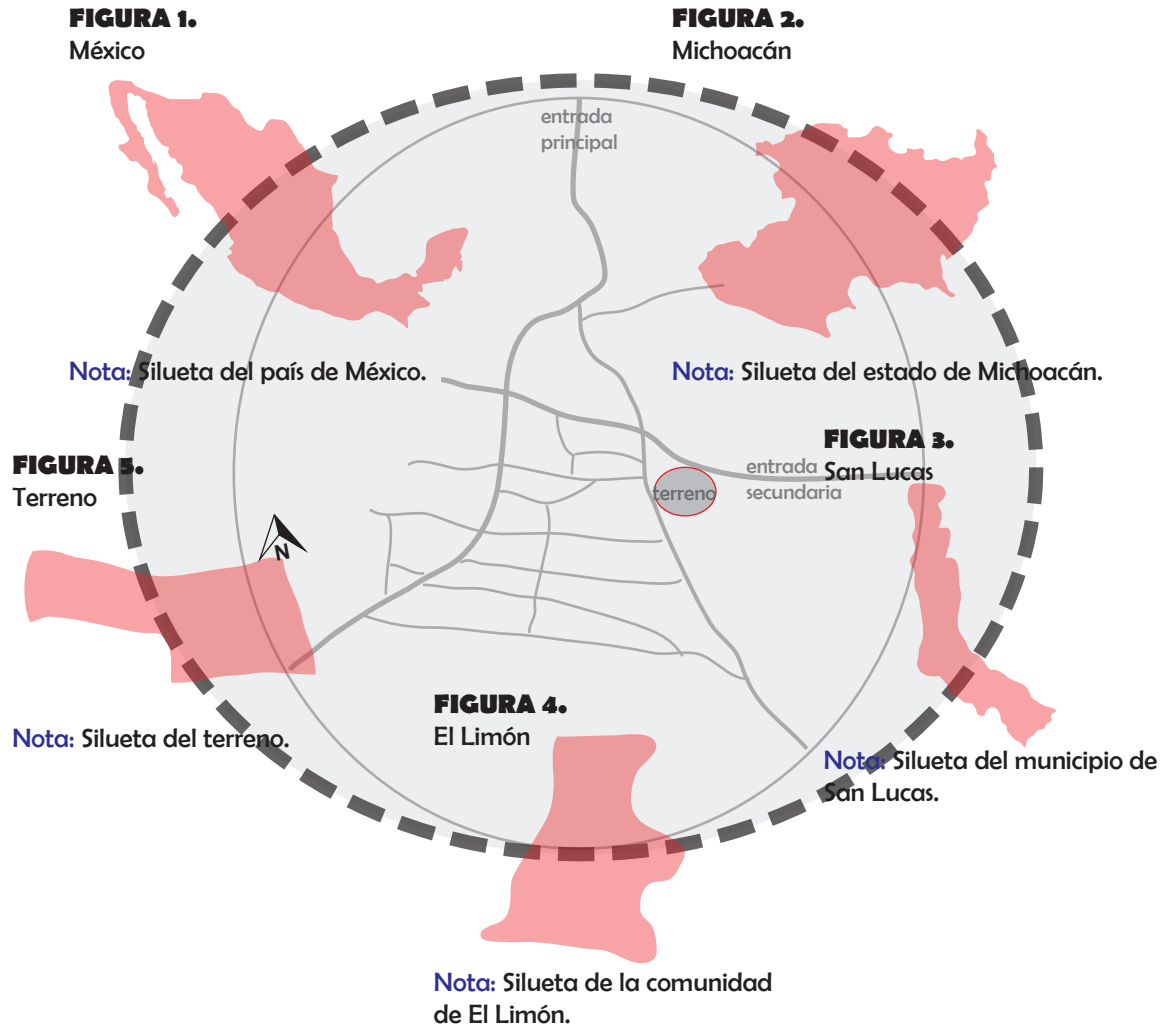 FIGURA 1.
México
FIGURA 2.
Michoacán
entrada
principal
Nota: Silueta del país de México.
Nota: Silueta del estado de Michoacán.
FIGURA 3.
San Lucas
FIGURA 5.
Terreno
entrada
secundaria
terreno
N
FIGURA 4.
El Limón
Nota: Silueta del terreno.
Nota: Silueta del municipio de
San Lucas.
Nota: Silueta de la comunidad
de El Limón.